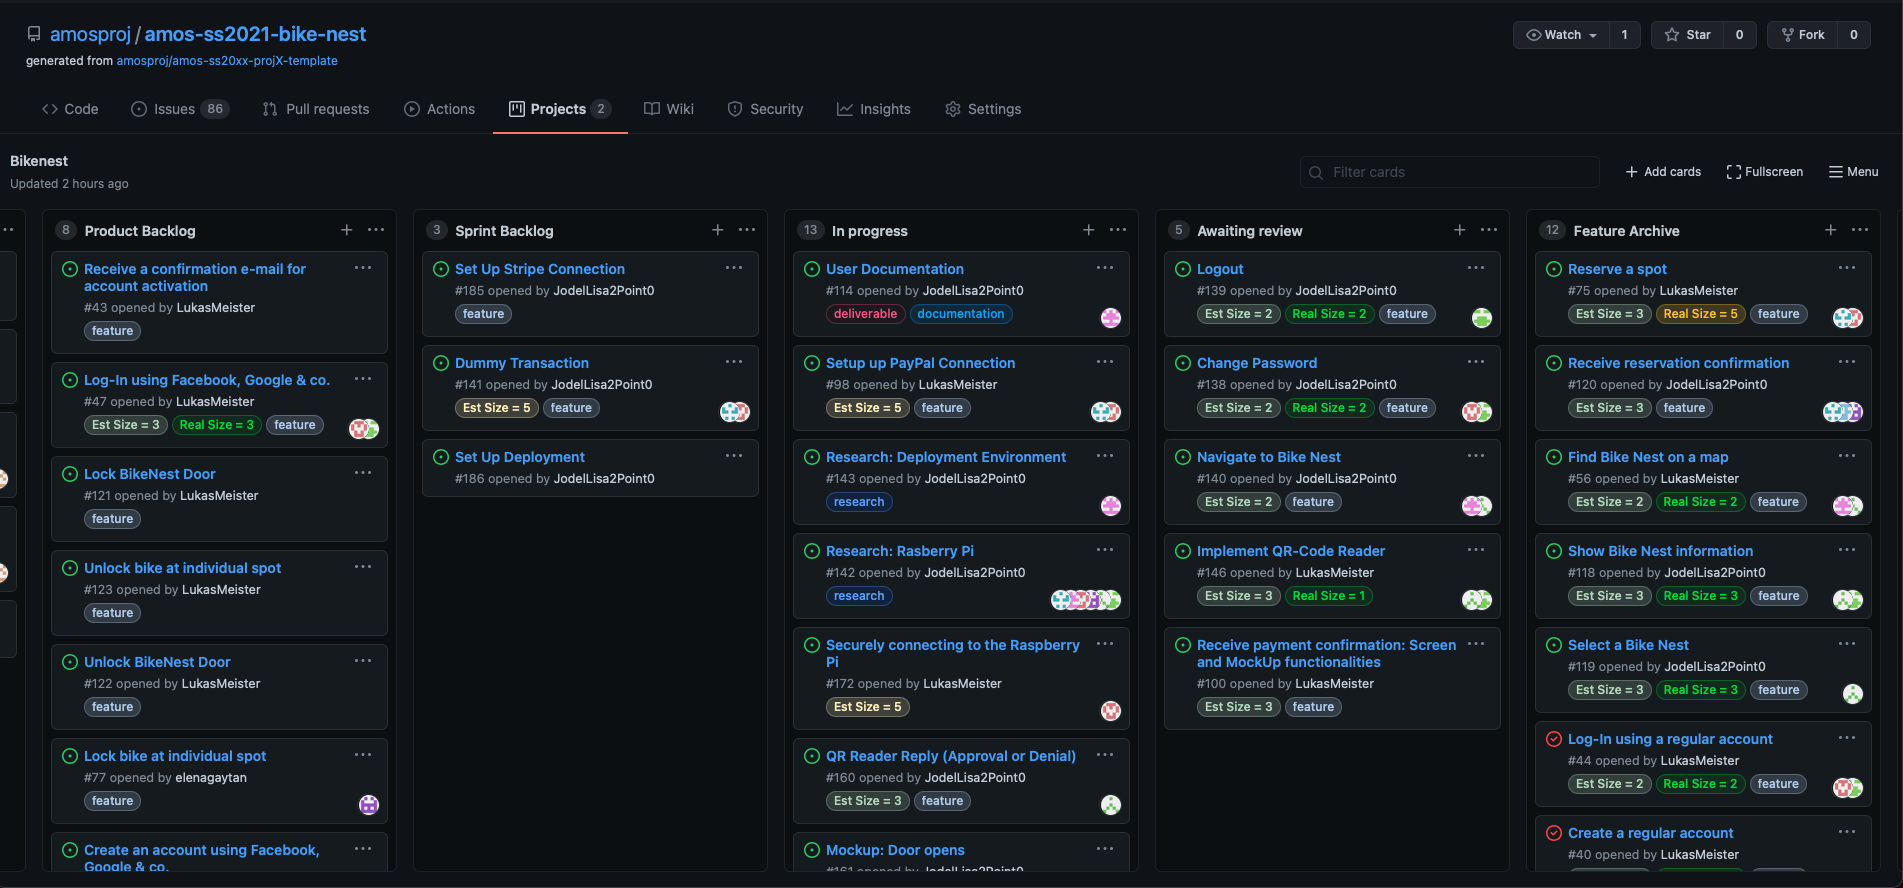 amosproj / amos-ss2021-bike-nest
Watch 1
Star 0
Fork 0
generated from amosproj/amos-ss20xx-projX-template
Code
Issues 86
Pull requests
Actions
Projects 2
Wiki
Security
Insights
Settings
Bikenest
Updated 2 hours ago
Filter cards
Add cards
Fullscreen
Menu
8 Product Backlog
Receive a confirmation e-mail for
account activation
#43 opened by LukasMeister
feature
Log-In using Facebook, Google & co.
#47 opened by LukasMeister
Est Size = 3 Real Size = 3 feature
Lock BikeNest Door
#121 opened by LukasMeister
feature
Unlock bike at individual spot
#123 opened by LukasMeister
feature
Unlock BikeNest Door
#122 opened by LukasMeister
feature
Lock bike at individual spot
#77 opened by elenagaytan
feature
Create an account using Facebook,
Google & co.
3 Sprint Backlog
Set Up Stripe Connection
#185 opened by JodelLisa2Point0
feature
Dummy Transaction
#141 opened by JodelLisa2Point0
Est Size = 5 feature
Set Up Deployment
#186 opened by JodelLisa2Point0
13 In progress
User Documentation
#114 opened by JodelLisa2Point0
deliverable documentation
Setup up PayPal Connection
#98 opened by LukasMeister
Est Size = 5 feature
Research: Deployment Environment
#143 opened by JodelLisa2Point0
research
Research: Rasberry Pi
#142 opened by JodelLisa2Point0
research
Securely connecting to the Raspberry
Pi
#172 opened by LukasMeister
Est Size = 5
QR Reader Reply (Approval or Denial)
#160 opened by JodelLisa2Point0
Est Size = 3 feature
Mockup: Door opens
#161 opened by JodelLisa2Point0
5 Awaiting review
Logout
#139 opened by JodelLisa2Point0
Est Size = 2 Real Size = 2 feature
Change Password
#138 opened by JodelLisa2Point0
Est Size = 2 Real Size = 2 feature
Navigate to Bike Nest
#140 opened by JodelLisa2Point0
Est Size = 2 feature
Implement QR-Code Reader
#146 opened by LukasMeister
Est Size = 3 Real Size = 1
Receive payment confirmation: Screen
and MockUp functionalities
#100 opened by LukasMeister
Est Size = 3 feature
12 Feature Archive
Reserve a spot
#75 opened by LukasMeister
Est Size = 3 Real Size = 5 feature
Receive reservation confirmation
#120 opened by JodelLisa2Point0
Est Size = 3 feature
Find Bike Nest on a map
#56 opened by LukasMeister
Est Size = 2 Real Size = 2 feature
Show Bike Nest information
#118 opened by JodelLisa2Point0
Est Size = 3 Real Size = 3 feature
Select a Bike Nest
#119 opened by JodelLisa2Point0
Est Size = 3 Real Size = 3 feature
Log-In using a regular account
#44 opened by LukasMeister
Est Size = 2 Real Size = 2 feature
Create a regular account
#40 opened by LukasMeister